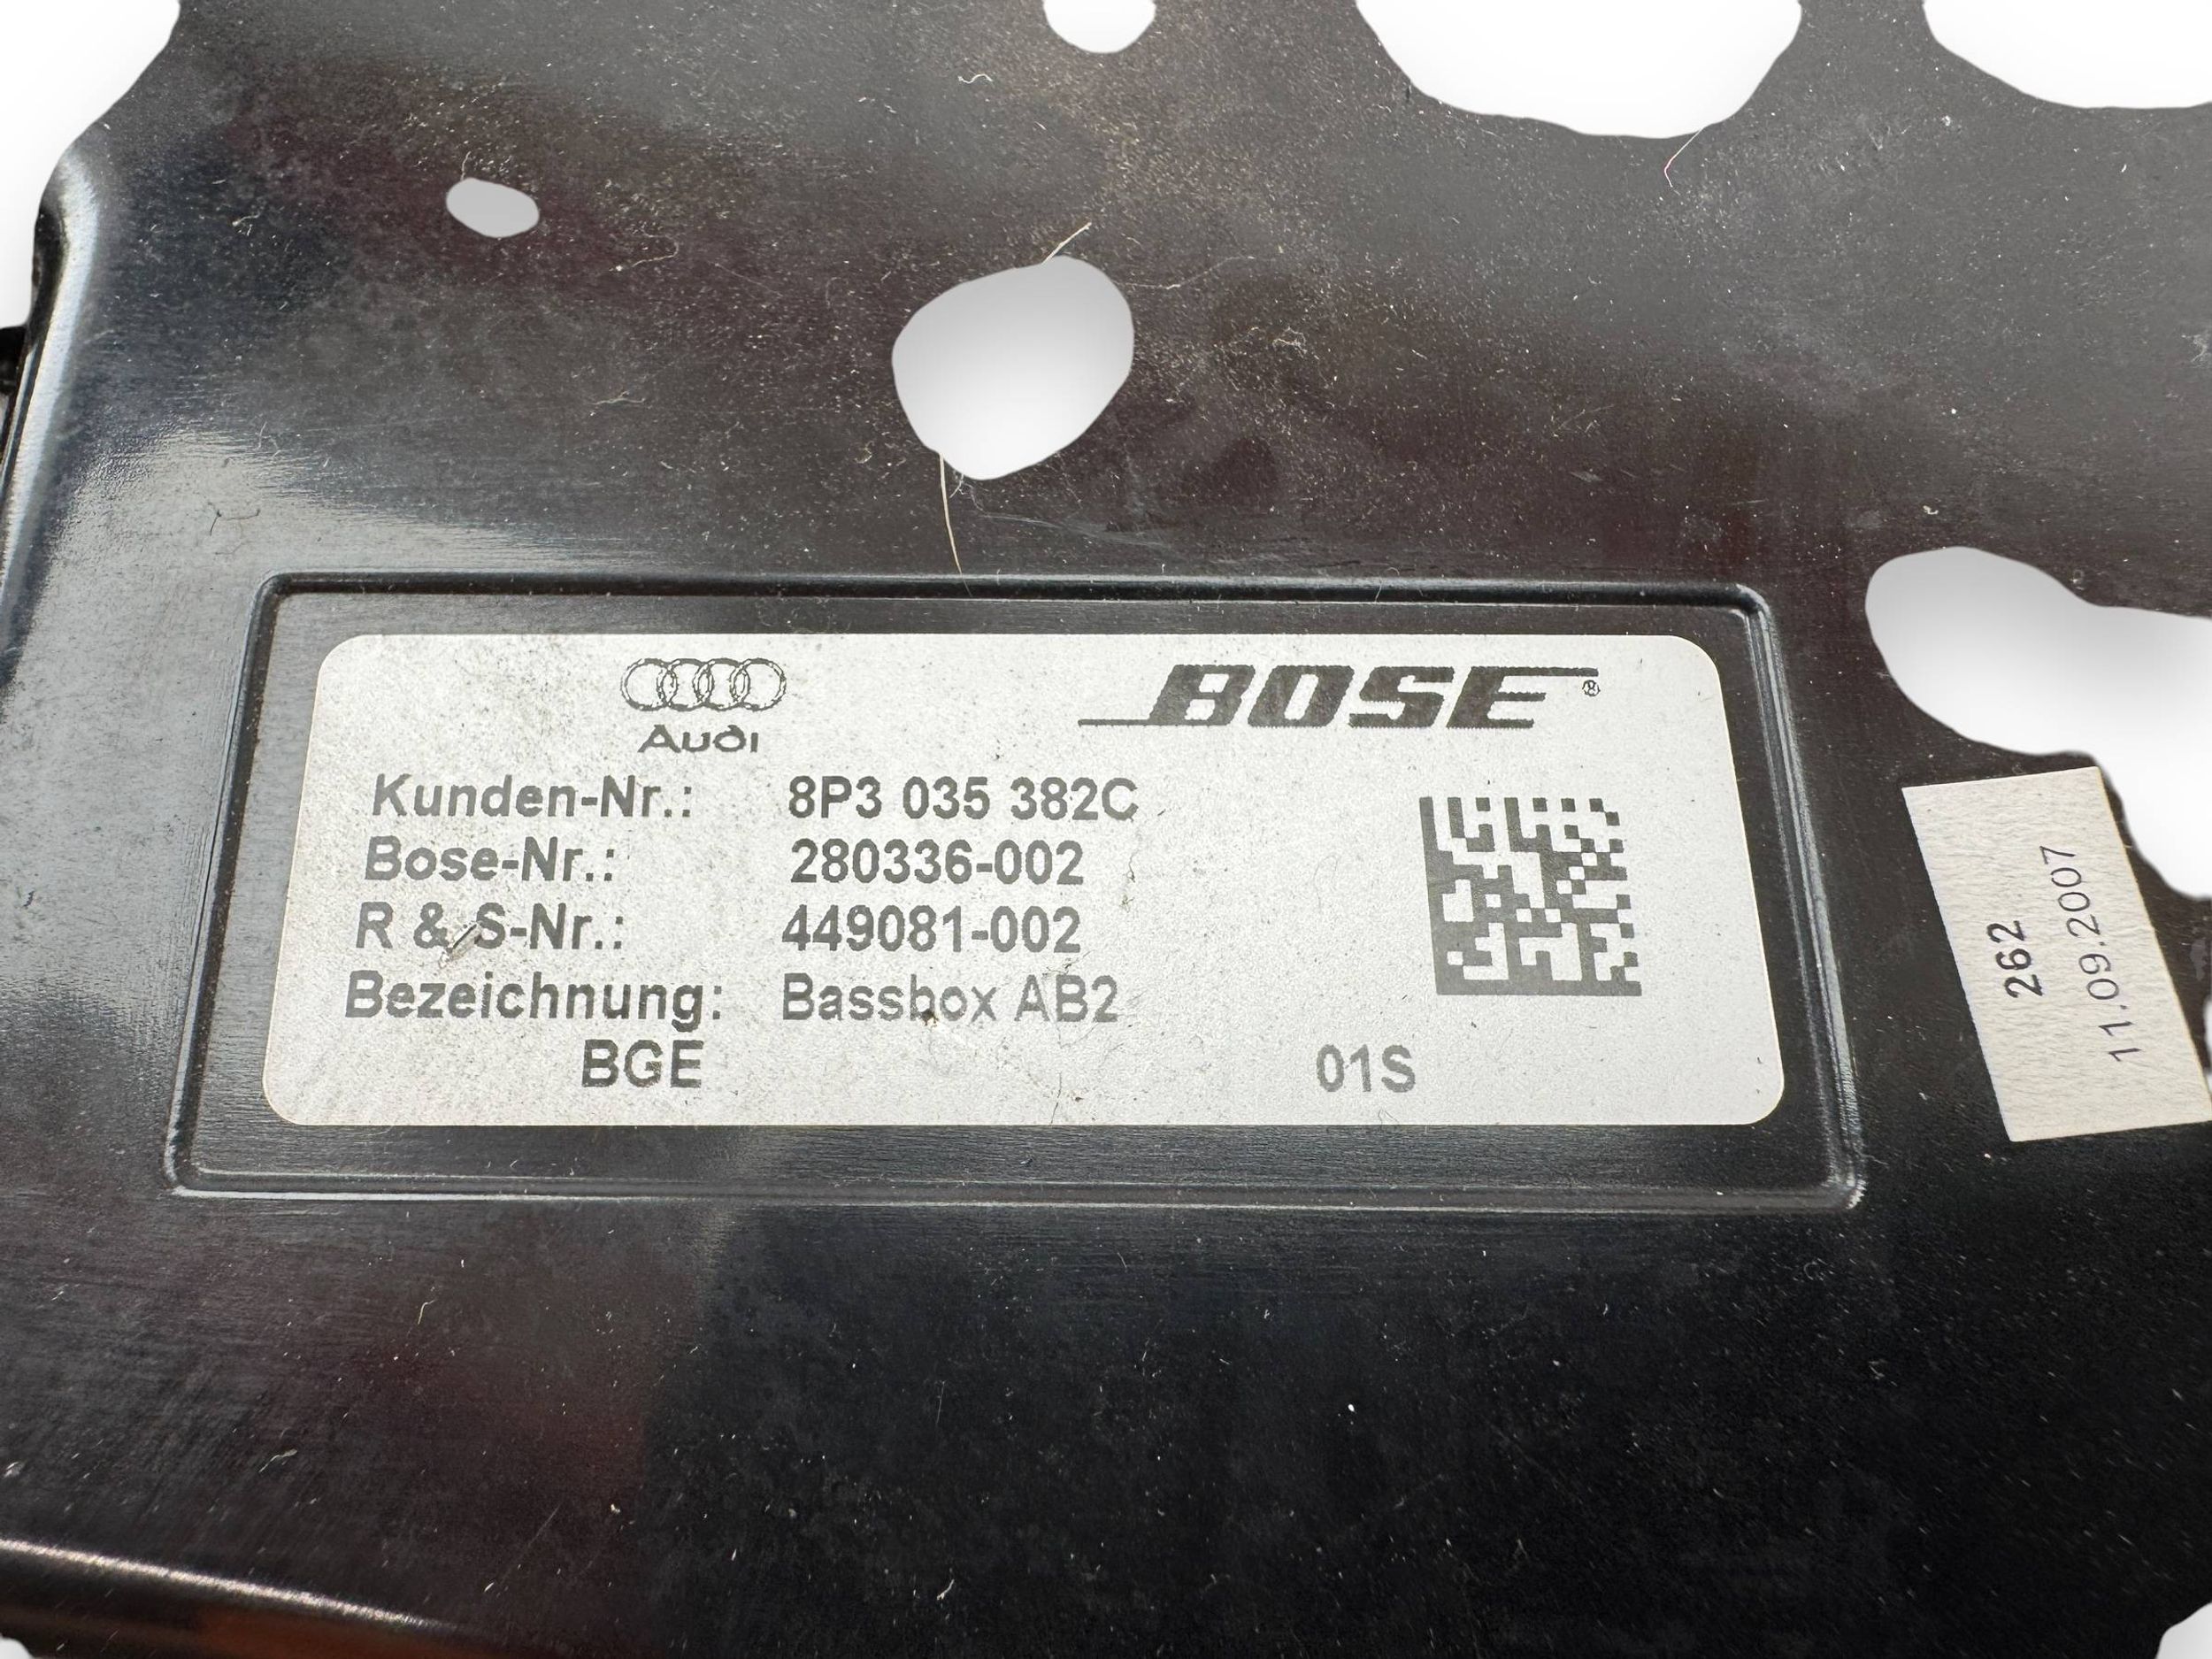 Audi
BOSE®
Kunden-Nr.: 8P3 035 382C
Bose-Nr.: 280336-002
R & S-Nr.: 449081-002
Bezeichnung: Bassbox AB2
BGE 01S
262
11.09.2007